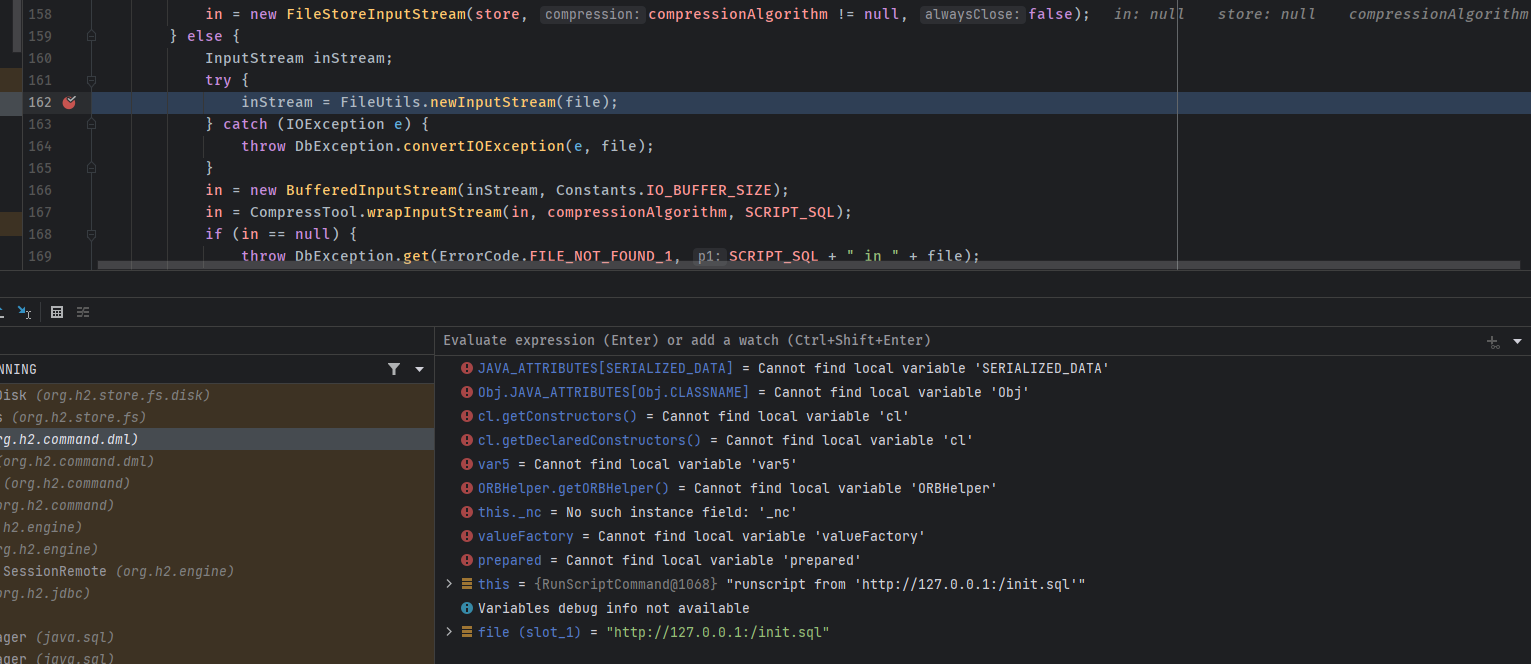 158 in = new FileStoreInputStream(store, compression: compressionAlgorithm != null, alwaysClose: false); in: null store: null compressionAlgorithm
159 } else {
160 InputStream inStream;
161 try {
162 inStream = FileUtils.newInputStream(file);
163 } catch (IOException e) {
164 throw DbException.convertIOException(e, file);
165 }
166 in = new BufferedInputStream(inStream, Constants.IO_BUFFER_SIZE);
167 in = CompressTool.wrapInputStream(in, compressionAlgorithm, SCRIPT_SQL);
168 if (in == null) {
169 throw DbException.get(ErrorCode.FILE_NOT_FOUND_1, p1: SCRIPT_SQL + " in " + file);
Evaluate expression (Enter) or add a watch (Ctrl+Shift+Enter)
NNING
Disk (org.h2.store.fs.disk)
s (org.h2.store.fs)
rg.h2.command.dml)
(org.h2.command.dml)
(org.h2.command)
org.h2.command)
.h2.engine)
rg.h2.engine)
SessionRemote (org.h2.engine)
org.h2.jdbc)
ager (java.sql)
ager (java.sql)
JAVA_ATTRIBUTES[SERIALIZED_DATA] = Cannot find local variable 'SERIALIZED_DATA'
Obj.JAVA_ATTRIBUTES[Obj.CLASSNAME] = Cannot find local variable 'Obj'
cl.getConstructors() = Cannot find local variable 'cl'
cl.getDeclaredConstructors() = Cannot find local variable 'cl'
var5 = Cannot find local variable 'var5'
ORBHelper.getORBHelper() = Cannot find local variable 'ORBHelper'
this._nc = No such instance field: '_nc'
valueFactory = Cannot find local variable 'valueFactory'
prepared = Cannot find local variable 'prepared'
this = {RunScriptCommand@1068} "runscript from 'http://127.0.0.1:/init.sql'"
Variables debug info not available
file (slot_1) = "http://127.0.0.1:/init.sql"